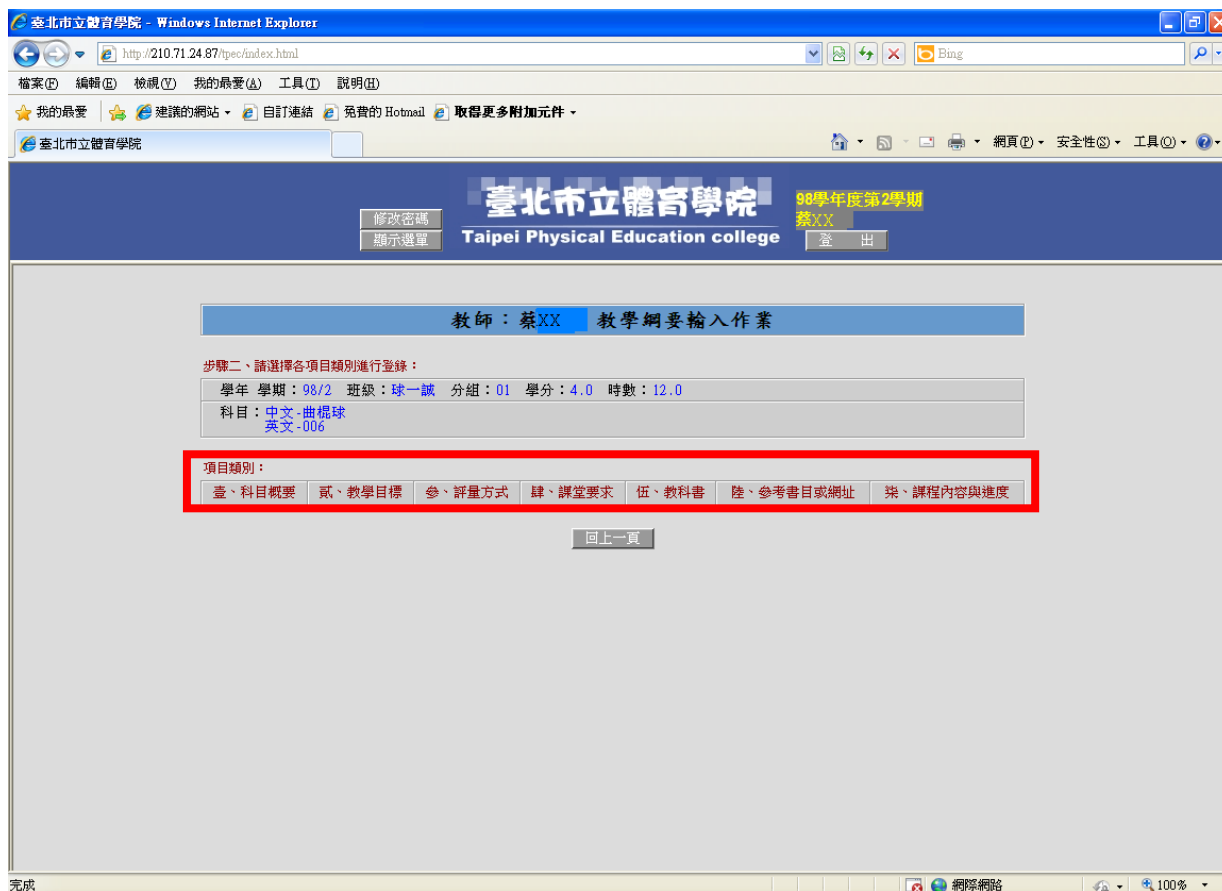 臺北市立體育學院 - Windows Internet Explorer
http://210.71.24.87/tpec/index.html
Bing
檔案(F) 編輯(E) 檢視(V) 我的最愛(A) 工具(T) 說明(H)
我的最愛 建議的網站 自訂連結 免費的 Hotmail 取得更多附加元件
臺北市立體育學院 網頁(P) 安全性(S) 工具(O)
修改密碼
顯示選單
臺北市立體育學院
Taipei Physical Education college
98學年度第2學期
蔡XX
登 出
教師：蔡XX 教學綱要輸入作業
步驟二、請選擇各項目類別進行登錄：
學年 學期：98/2 班級：球一誠 分組：01 學分：4.0 時數：12.0
科目：中文-曲棍球
英文-006
項目類別：
壹、科目概要 貳、教學目標 參、評量方式 肆、課堂要求 伍、教科書 陸、參考書目或網址 柒、課程內容與進度
回上一頁
完成 網際網路 100%